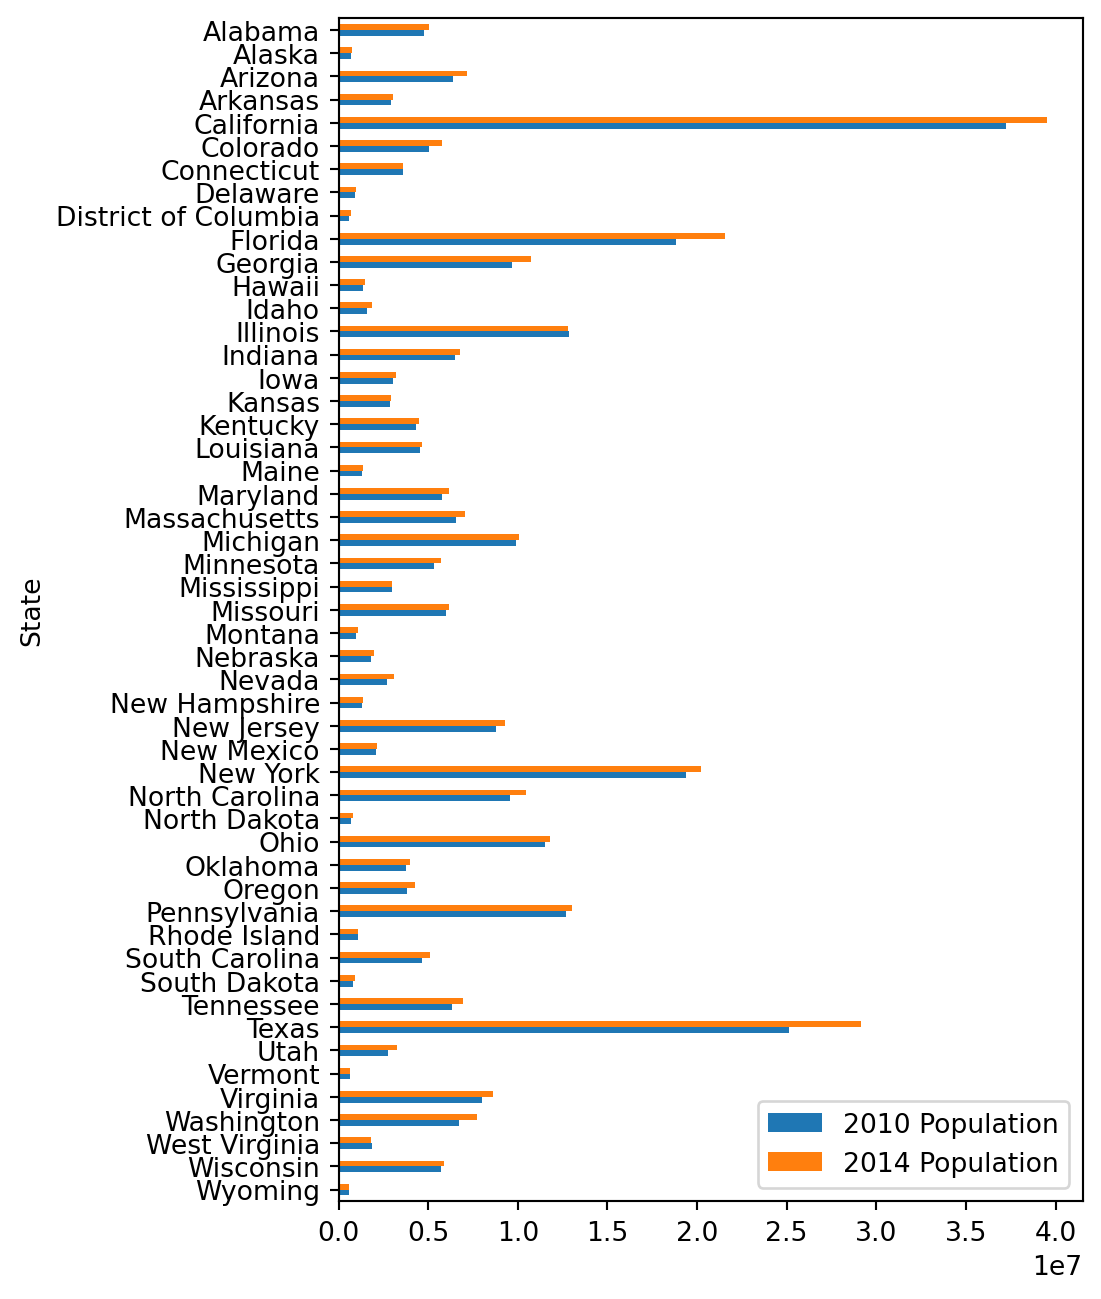 Alabama
Alaska
Arizona
Arkansas
California
Colorado
Connecticut
Delaware
District of Columbia
Florida
Georgia
Hawaii
Idaho
Illinois
Indiana
Iowa
Kansas
Kentucky
Louisiana
Maine
Maryland
Massachusetts
Michigan
Minnesota
Mississippi
Missouri
Montana
Nebraska
Nevada
New Hampshire
New Jersey
New Mexico
New York
North Carolina
North Dakota
Ohio
Oklahoma
Oregon
Pennsylvania
Rhode Island
South Carolina
South Dakota
Tennessee
Texas
Utah
Vermont
Virginia
Washington
West Virginia
Wisconsin
Wyoming
State
2010 Population
2014 Population
0.0 0.5 1.0 1.5 2.0 2.5 3.0 3.5 4.0
1e7